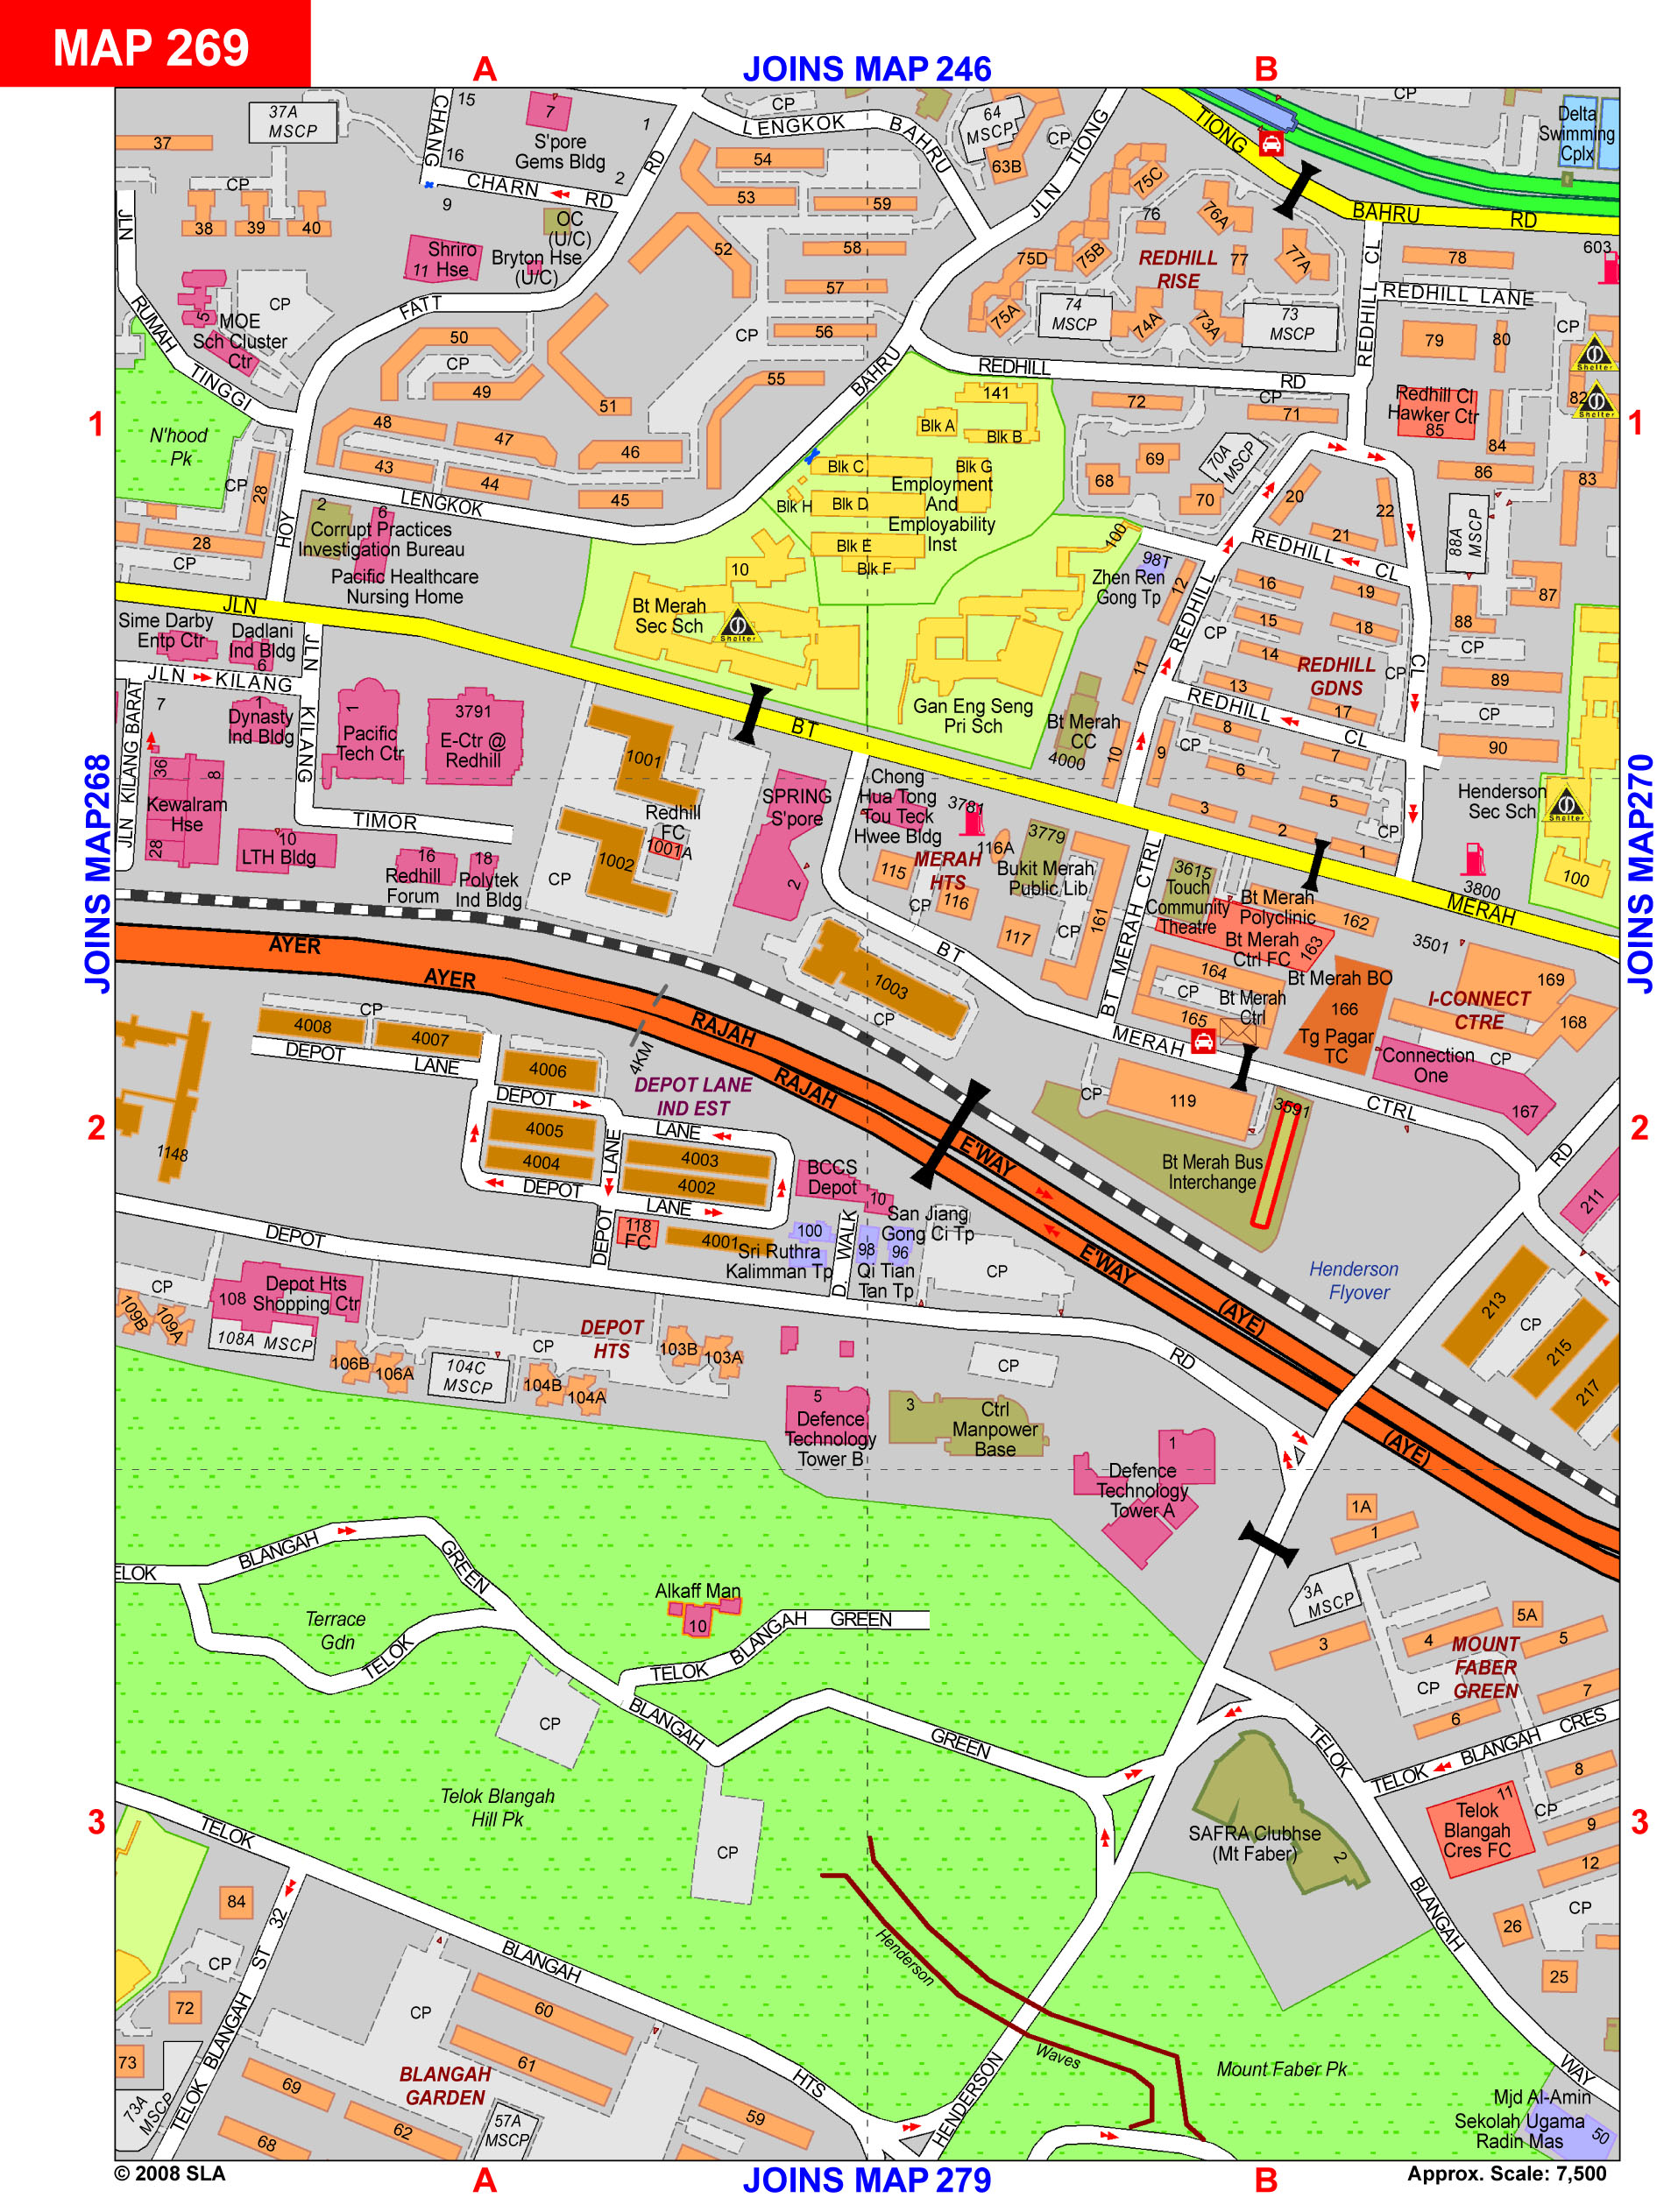 MAP 269
A
JOINS MAP 246
B
37A
MSCP
37
CHANG
15
16
7
S'pore
Gems Bldg
1
2
RD
CP
LENGKOK
BAHRU
64
MSCP
63B
CP
JLN TIONG
TIONG
BAHRU
RD
CP
Delta
Swimming
Cplx
CHARN
RD
9
CP
38
39
40
OC
(U/C)
Bryton Hse
(U/C)
Shriro
11 Hse
54
53
59
52
58
57
56
CP
55
75C
76
76A
75D
75B
75A
REDHILL
RISE
77
77A
74
MSCP
74A
73A
73
MSCP
REDHILL CL
78
603
REDHILL LANE
79
80
CP
Shelter
82
Shelter
JLN
RUMAH
TINGGI
5
MOE
Sch Cluster
Ctr
CP
FATT
50
CP
49
51
48
47
46
43
44
45
N'hood
Pk
CP
28
28
CP
HOY
LENGKOK
BAHRU
REDHILL
RD
141
Blk A
Blk B
Blk C
Blk G
Blk H
Blk D
Blk E
Blk F
Employment
And
Employability
Inst
72
CP
71
69
68
70
70A
MSCP
Redhill Cl
Hawker Ctr
85
84
86
83
88A
MSCP
20
21
22
REDHILL
CL
2
6
Corrupt Practices
Investigation Bureau
Pacific Healthcare
Nursing Home
10
Bt Merah
Sec Sch
Shelter
100
98T
Zhen Ren
Gong Tp
12
REDHILL
16
15
14
13
CP
19
18
17
REDHILL
GDNS
CP
CL
87
88
CP
89
CP
90
JLN
Sime Darby
Entp Ctr
Dadlani
Ind Bldg
6
JLN
KILANG
7
1
Dynasty
Ind Bldg
JLN
KILANG
JLN KILANG BARAT
1
Pacific
Tech Ctr
3791
E-Ctr @
Redhill
1001
BT
Gan Eng Seng
Pri Sch
Bt Merah
CC
4000
11
10
9
REDHILL
CL
8
CP
6
7
3
5
2
CP
1
Henderson
Sec Sch
Shelter
100
36
8
Kewalram
Hse
28
10
LTH Bldg
TIMOR
16
Redhill
Forum
18
Polytek
Ind Bldg
1002
Redhill
FC
1001A
CP
SPRING
S'pore
2
Chong
Hua Tong
Tou Teck
Hwee Bldg
3781
116A
MERAH
HTS
115
CP
116
117
3779
Bukit Merah
Public Lib
CP
161
BT MERAH CTRL
3615
Touch
Community
Theatre
Bt Merah
Polyclinic
Bt Merah
Ctrl FC
163
162
3800
MERAH
3501
JOINS MAP268
JOINS MAP270
1
1
1003
CP
BT
MERAH
CTRL
164
CP
165
Bt Merah
Ctrl
Bt Merah BO
166
Tg Pagar
TC
I-CONNECT
CTRE
169
168
CP
Connection
One
167
AYER
AYER
RAJAH
RAJAH
E'WAY
E'WAY
(AYE)
(AYE)
4KM
CP
4008
4007
DEPOT
LANE
4006
DEPOT LANE
IND EST
DEPOT
LANE
4005
4004
4003
4002
DEPOT
LANE
LANE
1148
2
2
118
FC
4001
BCCS
Depot
10
100
Sri Ruthra
Kalimman Tp
D. WALK
98
96
San Jiang
Gong Ci Tp
Qi Tian
Tan Tp
CP
119
CP
3591
Bt Merah Bus
Interchange
RD
211
213
CP
215
217
Henderson
Flyover
DEPOT
DEPOT
RD
CP
109B
109A
108
Depot Hts
Shopping Ctr
108A MSCP
106B
106A
104C
MSCP
CP
104B
104A
DEPOT
HTS
103B
103A
5
Defence
Technology
Tower B
3
Ctrl
Manpower
Base
CP
1
Defence
Technology
Tower A
1A
1
3A
MSCP
3
4
5A
5
MOUNT
FABER
GREEN
CP
6
7
TELOK
BLANGAH
CRES
8
ELOK
BLANGAH
GREEN
Terrace
Gdn
TELOK
Alkaff Man
10
TELOK
BLANGAH
GREEN
BLANGAH
GREEN
CP
CP
Telok Blangah
Hill Pk
TELOK
BLANGAH
WAY
SAFRA Clubhse
(Mt Faber)
2
11
Telok
Blangah
Cres FC
CP
9
12
CP
26
25
3
3
TELOK
BLANGAH
HTS
84
CP
72
73
73A
MSCP
TELOK BLANGAH ST 32
CP
60
61
69
BLANGAH
GARDEN
62
68
57A
MSCP
59
Henderson
Waves
HENDERSON
Mount Faber Pk
Mjd Al-Amin
Sekolah Ugama
Radin Mas
50
© 2008 SLA
A
JOINS MAP 279
B
Approx. Scale: 7,500